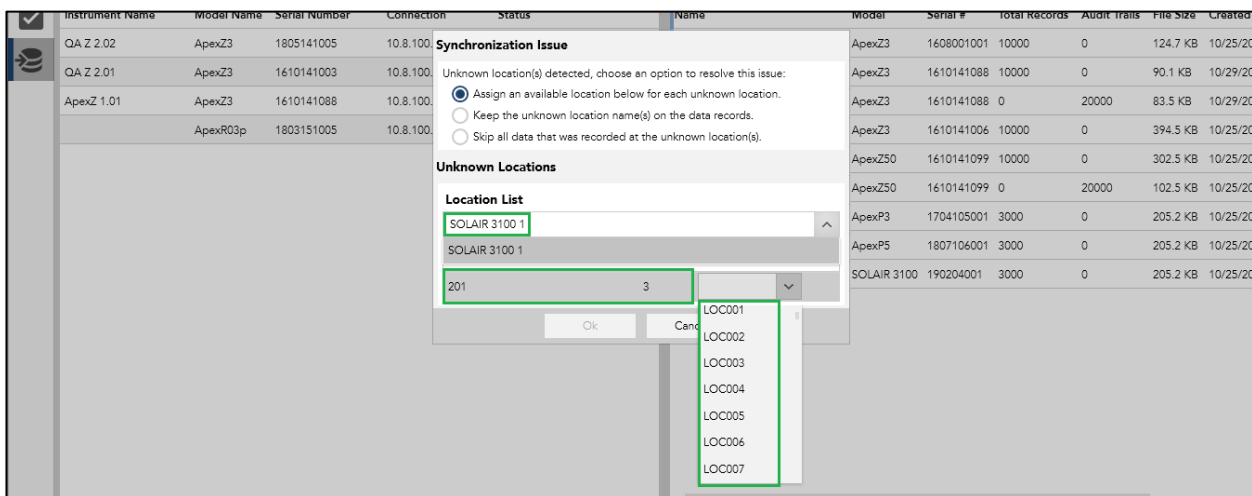 Instrument Name Model Name Serial Number Connection Status
QA Z 2.02 ApexZ3 1805141005 10.8.100.
QA Z 2.01 ApexZ3 1610141003 10.8.100.
ApexZ 1.01 ApexZ3 1610141088 10.8.100.
ApexR03p 1803151005 10.8.100.
Synchronization Issue
Unknown location(s) detected, choose an option to resolve this issue:
Assign an available location below for each unknown location.
Keep the unknown location name(s) on the data records.
Skip all data that was recorded at the unknown location(s).
Unknown Locations
Location List
SOLAIR 3100 1
SOLAIR 3100 1
201 3
LOC001
LOC002
LOC003
LOC004
LOC005
LOC006
LOC007
Ok Canc
Name Model Serial # Total Records Audit Trails File Size Created
ApexZ3 1608001001 10000 0 124.7 KB 10/25/20
ApexZ3 1610141088 10000 0 90.1 KB 10/29/20
ApexZ3 1610141088 0 20000 83.5 KB 10/29/20
ApexZ3 1610141006 10000 0 394.5 KB 10/25/20
ApexZ50 1610141099 10000 0 302.5 KB 10/25/20
ApexZ50 1610141099 0 20000 102.5 KB 10/25/20
ApexP3 1704105001 3000 0 205.2 KB 10/25/20
ApexP5 1807106001 3000 0 205.2 KB 10/25/20
SOLAIR 3100 190204001 3000 0 205.2 KB 10/25/20